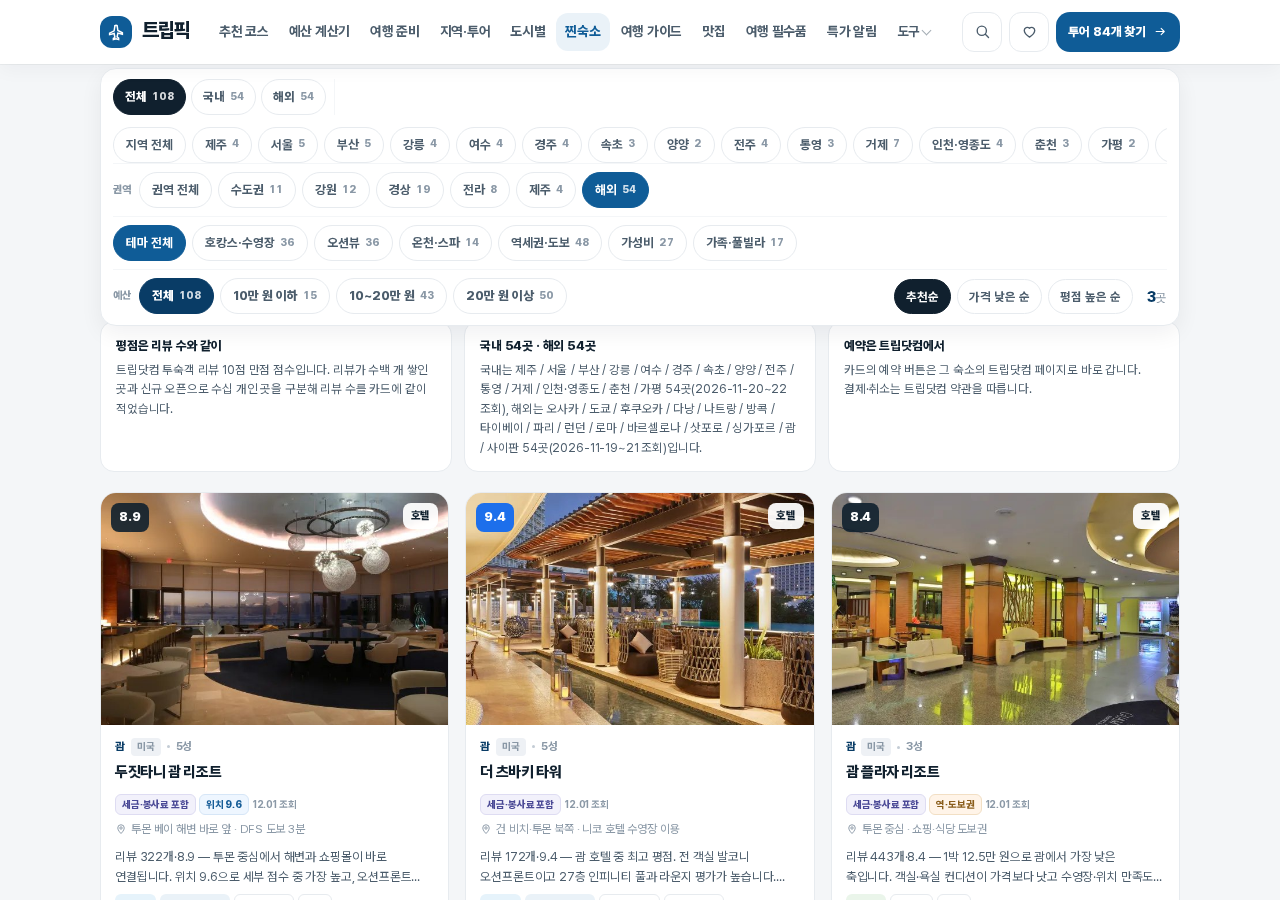 트립픽 추천 코스 예산 계산기 여행 준비 지역·투어 도시별 찐숙소 여행 가이드 맛집 여행 필수품 특가 알림 도구 투어 84개 찾기 →
전체 108 국내 54 해외 54
지역 전체 제주 4 서울 5 부산 5 강릉 4 여수 4 경주 4 속초 3 양양 2 전주 4 통영 3 거제 7 인천·영종도 4 춘천 3 가평 2
권역 권역 전체 수도권 11 강원 12 경상 19 전라 8 제주 4 해외 54
테마 전체 호캉스·수영장 36 오션뷰 36 온천·스파 14 역세권·도보 48 가성비 27 가족·풀빌라 17
예산 전체 108 10만 원 이하 15 10~20만 원 43 20만 원 이상 50 추천순 가격 낮은 순 평점 높은 순 3곳
평점은 리뷰 수와 같이
트립닷컴 투숙객 리뷰 10점 만점 점수입니다. 리뷰가 수백 개 쌓인
곳과 신규 오픈으로 수십 개인 곳을 구분해 리뷰 수를 카드에 같이
적었습니다.
국내 54곳 · 해외 54곳
국내는 제주 / 서울 / 부산 / 강릉 / 여수 / 경주 / 속초 / 양양 / 전주 /
통영 / 거제 / 인천·영종도 / 춘천 / 가평 54곳(2026-11-20~22
조회), 해외는 오사카 / 도쿄 / 후쿠오카 / 다낭 / 나트랑 / 방콕 /
타이베이 / 파리 / 런던 / 로마 / 바르셀로나 / 삿포로 / 싱가포르 / 괌
/ 사이판 54곳(2026-11-19~21 조회)입니다.
예약은 트립닷컴에서
카드의 예약 버튼은 그 숙소의 트립닷컴 페이지로 바로 갑니다.
결제·취소는 트립닷컴 약관을 따릅니다.
8.9 호텔
괌 미국 · 5성
두짓타니 괌 리조트
세금·봉사료 포함 위치 9.6 12.01 조회
투몬 베이 해변 바로 앞 · DFS 도보 3분
리뷰 322개·8.9 — 투몬 중심에서 해변과 쇼핑몰이 바로
연결됩니다. 위치 9.6으로 세부 점수 중 가장 높고, 오션프론트...
9.4 호텔
괌 미국 · 5성
더 츠바키 타워
세금·봉사료 포함 12.01 조회
건 비치·투몬 북쪽 · 니코 호텔 수영장 이용
리뷰 172개·9.4 — 괌 호텔 중 최고 평점. 전 객실 발코니
오션프론트이고 27층 인피니티 풀과 라운지 평가가 높습니다....
8.4 호텔
괌 미국 · 3성
괌 플라자 리조트
세금·봉사료 포함 역·도보권 12.01 조회
투몬 중심 · 쇼핑·식당 도보권
리뷰 443개·8.4 — 1박 12.5만 원으로 괌에서 가장 낮은
축입니다. 객실·욕실 컨디션이 가격보다 낫고 수영장·위치 만족도...